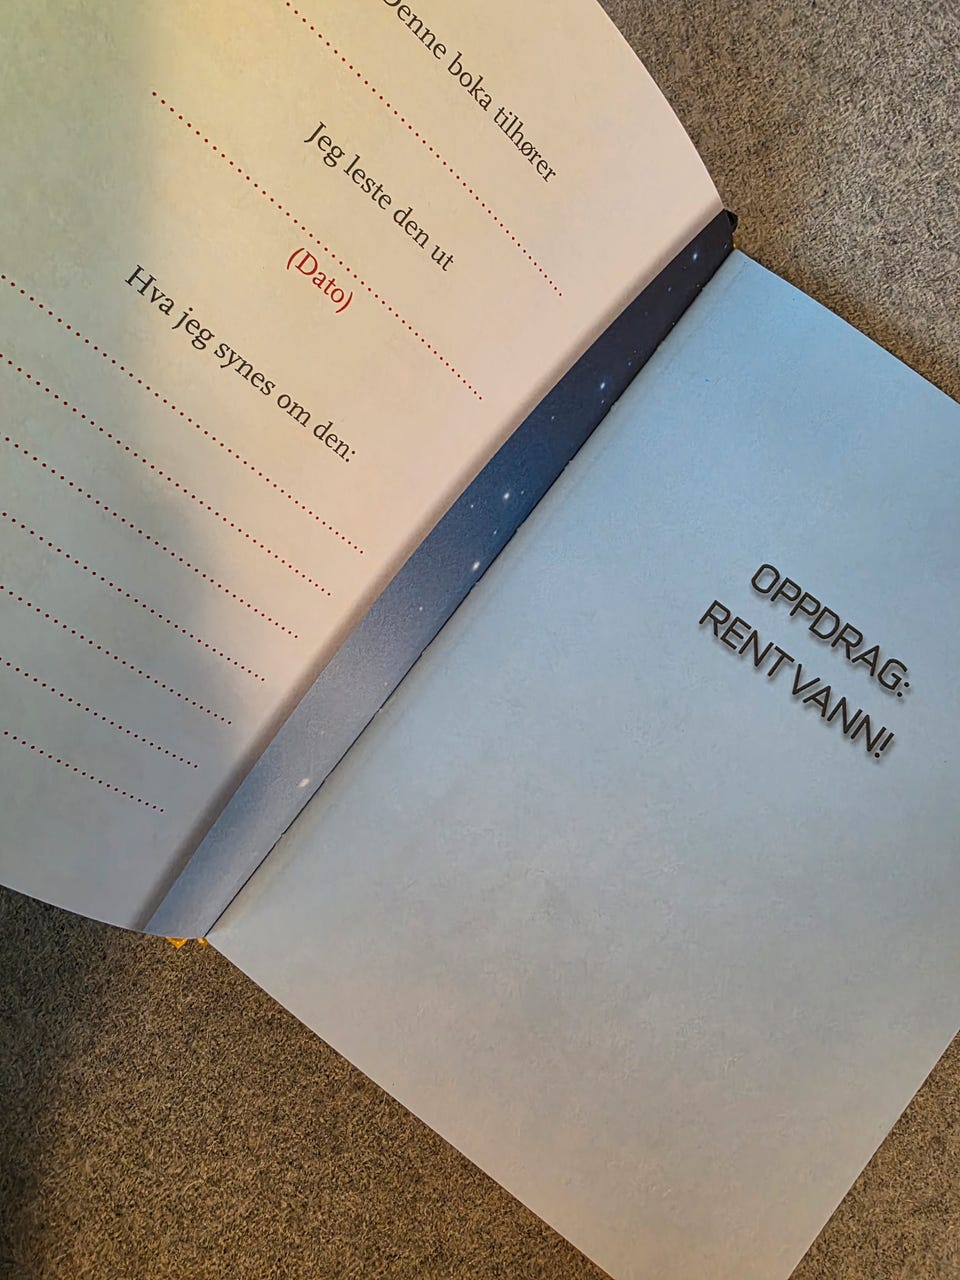 Denne boka tilhører
Jeg leste den ut
(Dato)
Hva jeg synes om den:
OPPDRAG:
RENT VANN!